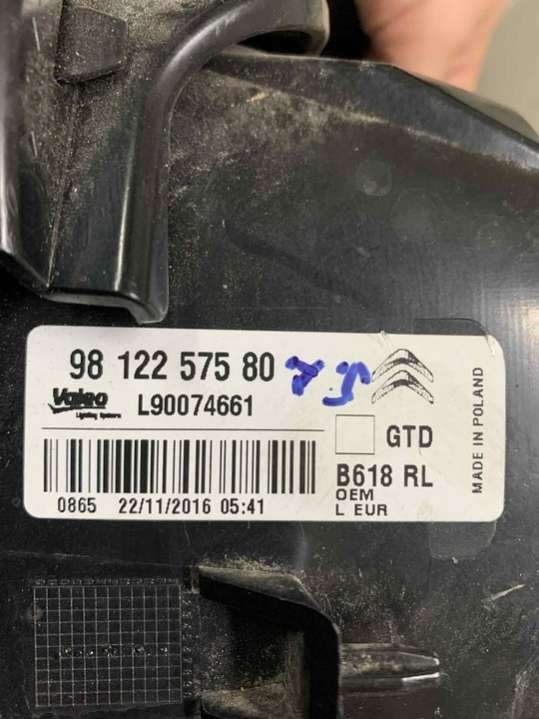 98 122 575 80
Valeo
Lighting Systems
L90074661
GTD
B618 RL
OEM
L EUR
0865 22/11/2016 05:41
MADE IN POLAND